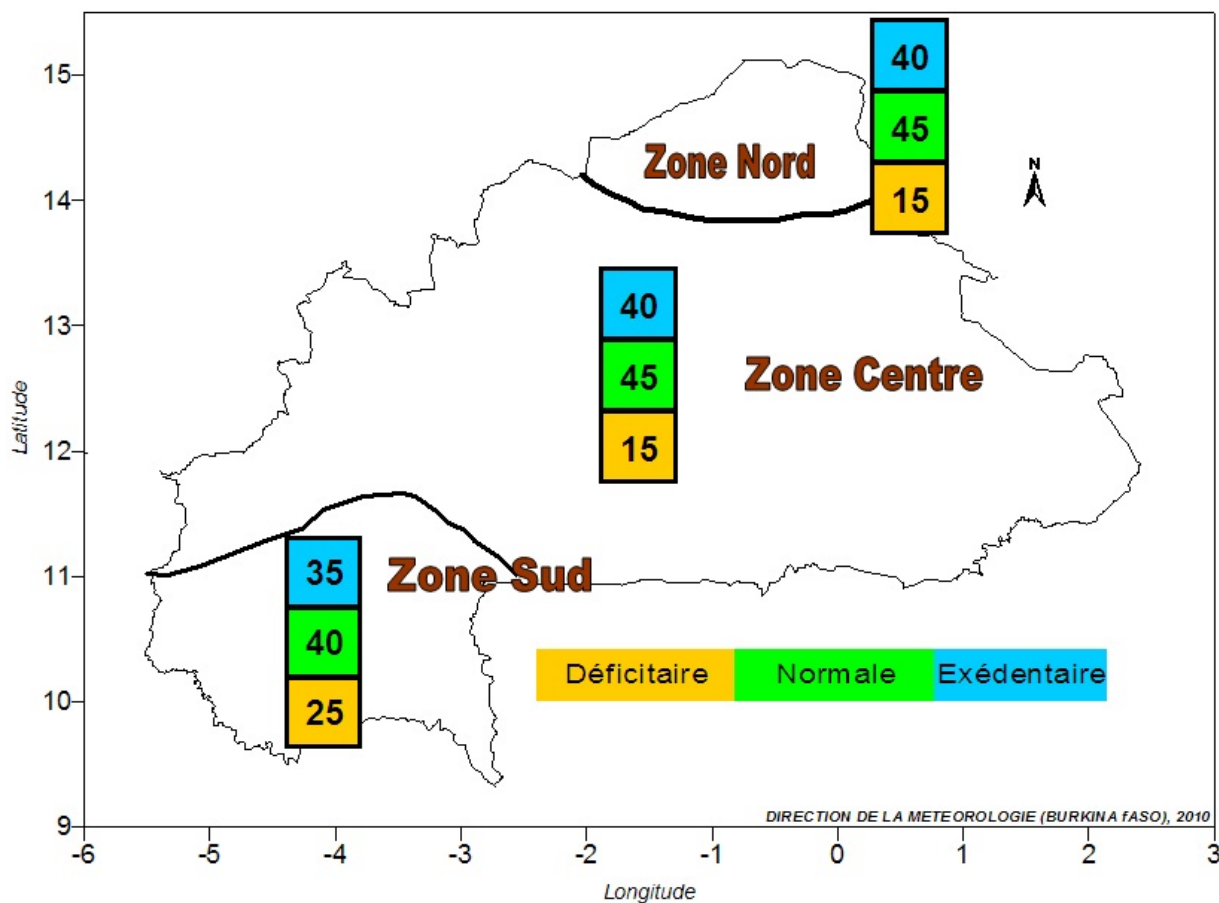 15
14
13
12
11
10
9
Latitude
40
45
15
Zone Nord
N
40
45
15
Zone Centre
35
40
25
Zone Sud
Déficitaire Normale Exédentaire
DIRECTION DE LA METEOROLOGIE (BURKINA fASO), 2010
-6 -5 -4 -3 -2 -1 0 1 2 3
Longitude